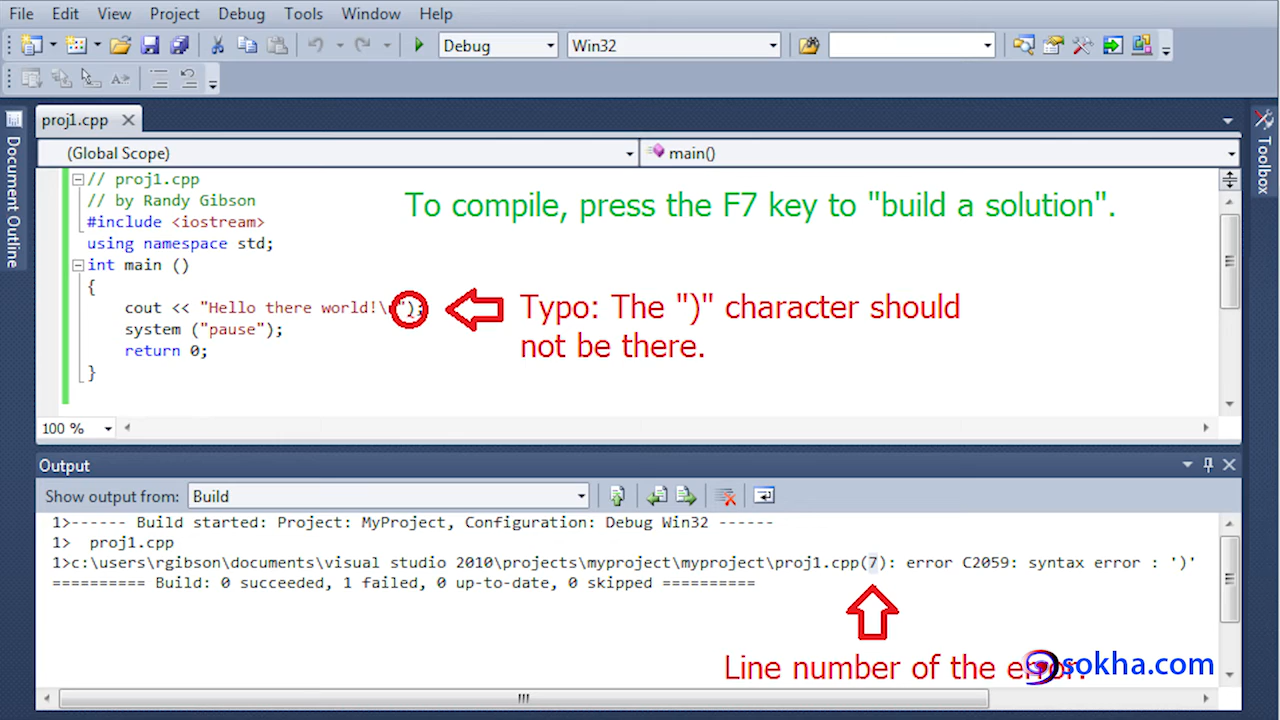 File Edit View Project Debug Tools Window Help
Debug Win32
proj1.cpp
Document Outline
Toolbox
(Global Scope) main()
// proj1.cpp
// by Randy Gibson
#include <iostream>
using namespace std;
int main ()
{
cout << "Hello there world!\n");
system ("pause");
return 0;
}
To compile, press the F7 key to "build a solution".
Typo: The ")" character should
not be there.
100 %
Output
Show output from: Build
1>------ Build started: Project: MyProject, Configuration: Debug Win32 ------
1> proj1.cpp
1>c:\users\rgibson\documents\visual studio 2010\projects\myproject\myproject\proj1.cpp(7): error C2059: syntax error : ')'
========== Build: 0 succeeded, 1 failed, 0 up-to-date, 0 skipped ==========
Line number of the error.
sokha.com